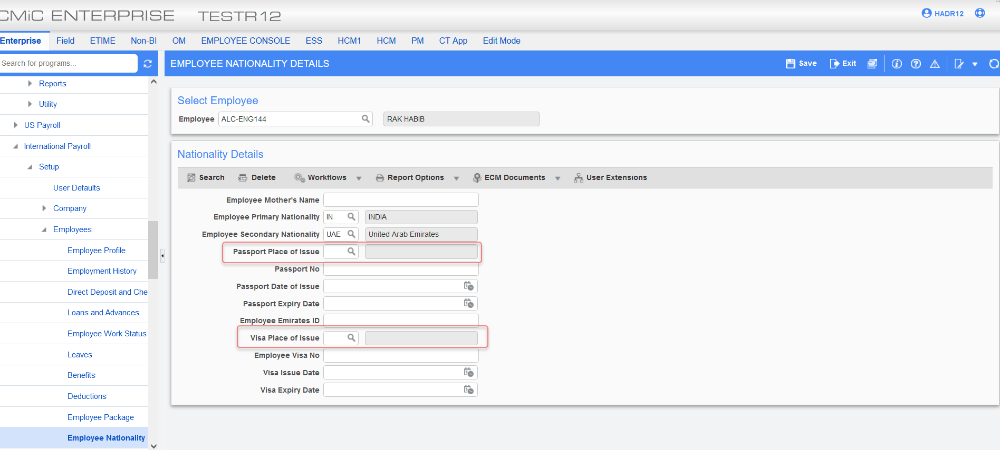 CMiC ENTERPRISE TESTR12
HADR12
Enterprise Field ETIME Non-BI OM EMPLOYEE CONSOLE ESS HCM1 HCM PM CT App Edit Mode
Search for programs...
EMPLOYEE NATIONALITY DETAILS
Save Exit
Reports
Utility
US Payroll
International Payroll
Setup
User Defaults
Company
Employees
Employee Profile
Employment History
Direct Deposit and Che
Loans and Advances
Employee Work Status
Leaves
Benefits
Deductions
Employee Package
Employee Nationality
Select Employee
Employee ALC-ENG144 RAK HABIB
Nationality Details
Search Delete Workflows Report Options ECM Documents User Extensions
Employee Mother's Name
Employee Primary Nationality IN INDIA
Employee Secondary Nationality UAE United Arab Emirates
Passport Place of Issue
Passport No
Passport Date of Issue
Passport Expiry Date
Employee Emirates ID
Visa Place of Issue
Employee Visa No
Visa Issue Date
Visa Expiry Date